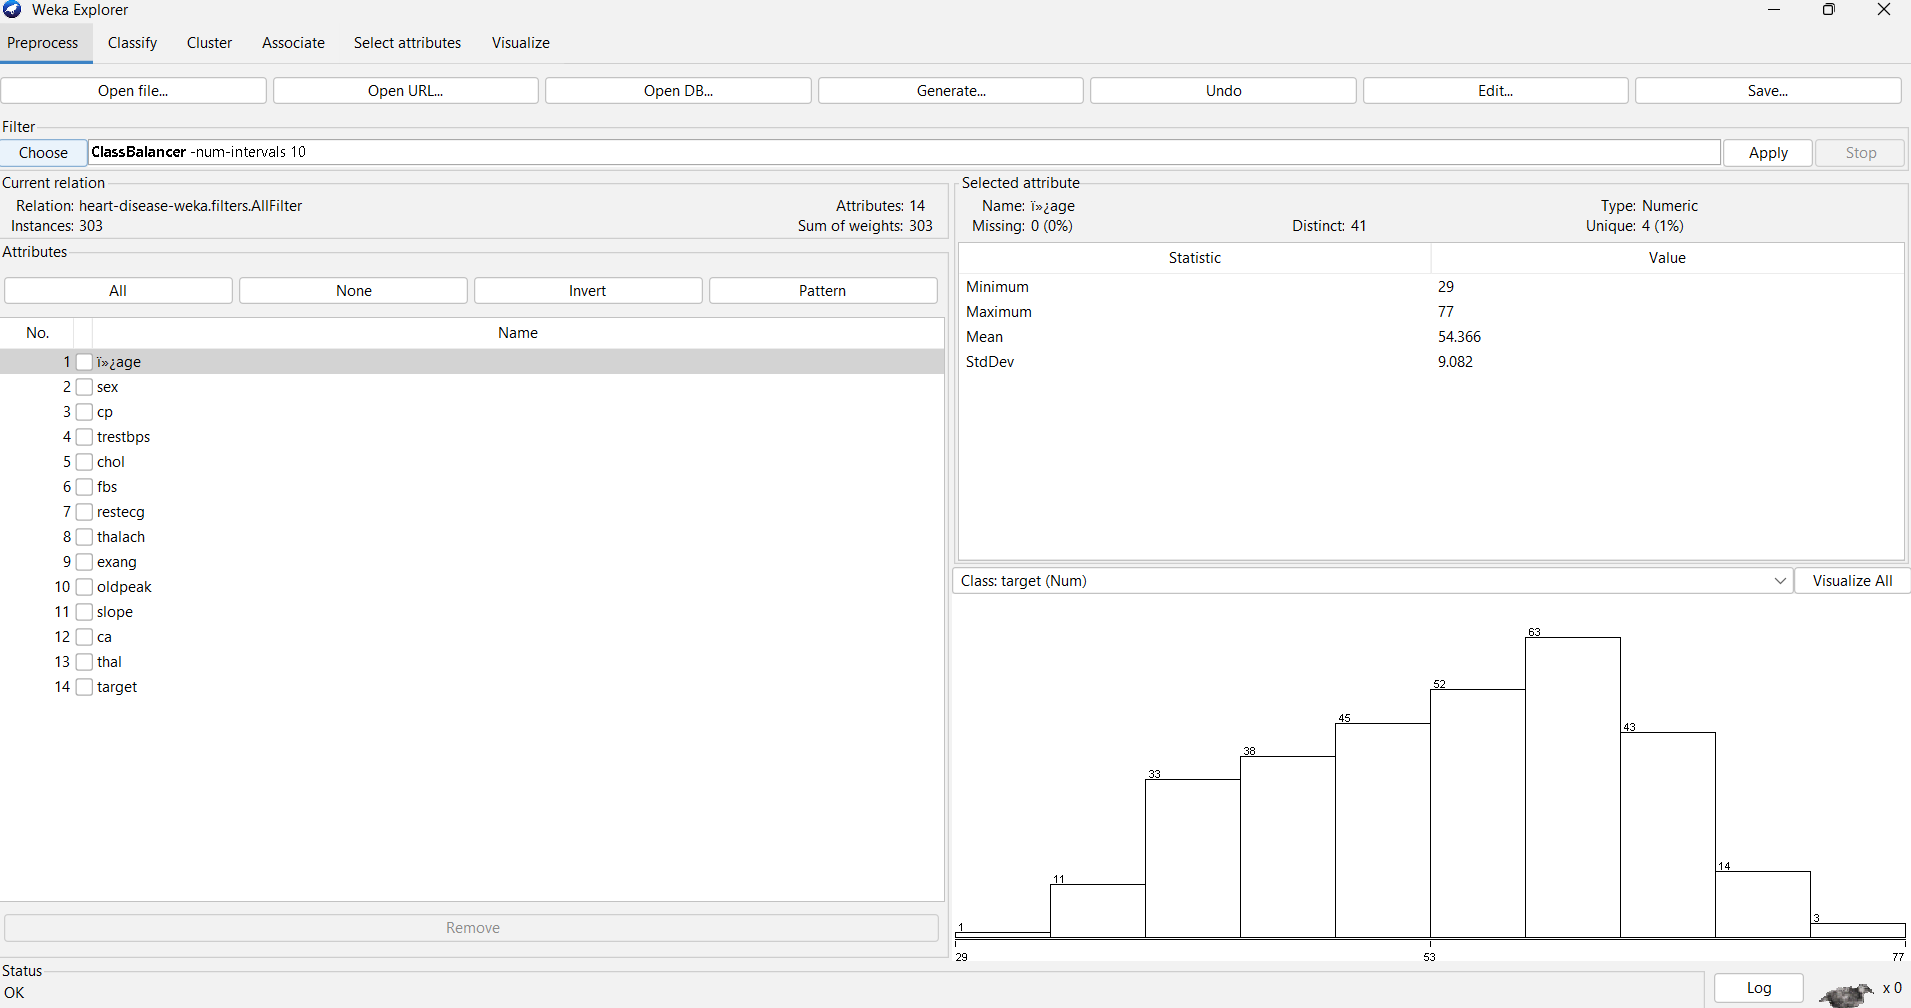 Weka Explorer
Preprocess Classify Cluster Associate Select attributes Visualize
Open file... Open URL... Open DB... Generate... Undo Edit... Save...
Filter
Choose ClassBalancer -num-intervals 10 Apply Stop
Current relation
Relation: heart-disease-weka.filters.AllFilter Attributes: 14
Instances: 303 Sum of weights: 303
Attributes
All None Invert Pattern
No. Name
1 ï»¿age
2 sex
3 cp
4 trestbps
5 chol
6 fbs
7 restecg
8 thalach
9 exang
10 oldpeak
11 slope
12 ca
13 thal
14 target
Remove
Selected attribute
Name: ï»¿age Type: Numeric
Missing: 0 (0%) Distinct: 41 Unique: 4 (1%)
Statistic Value
Minimum 29
Maximum 77
Mean 54.366
StdDev 9.082
Class: target (Num) Visualize All
63
52
45
43
38
33
14
11
3
1
29 53 77
Status
OK Log x 0